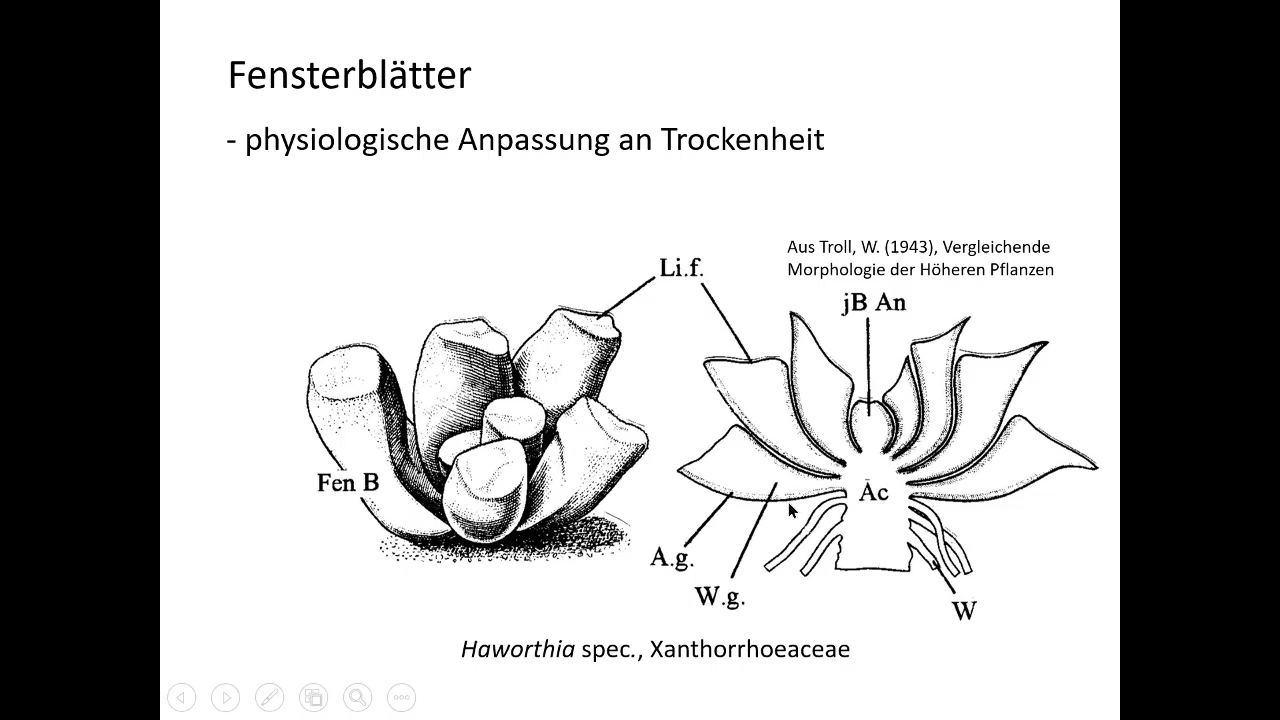 Fensterblätter
- physiologische Anpassung an Trockenheit
Aus Troll, W. (1943), Vergleichende
Morphologie der Höheren Pflanzen
Li.f.
jB An
Fen B
Ac
A.g.
W.g.
W
Haworthia spec., Xanthorrhoeaceae